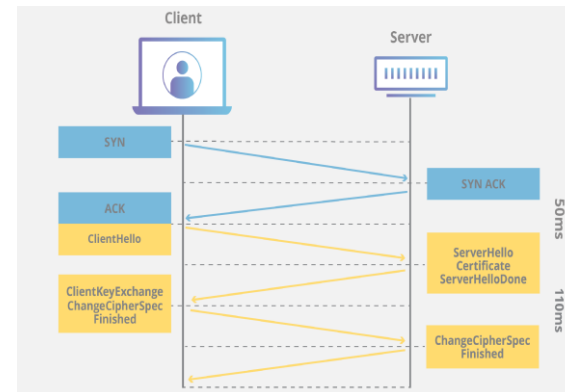 Client
Server
SYN
SYN ACK
ACK
ClientHello
ServerHello
Certificate
ServerHelloDone
ClientKeyExchange
ChangeCipherSpec
Finished
ChangeCipherSpec
Finished
50ms
110ms